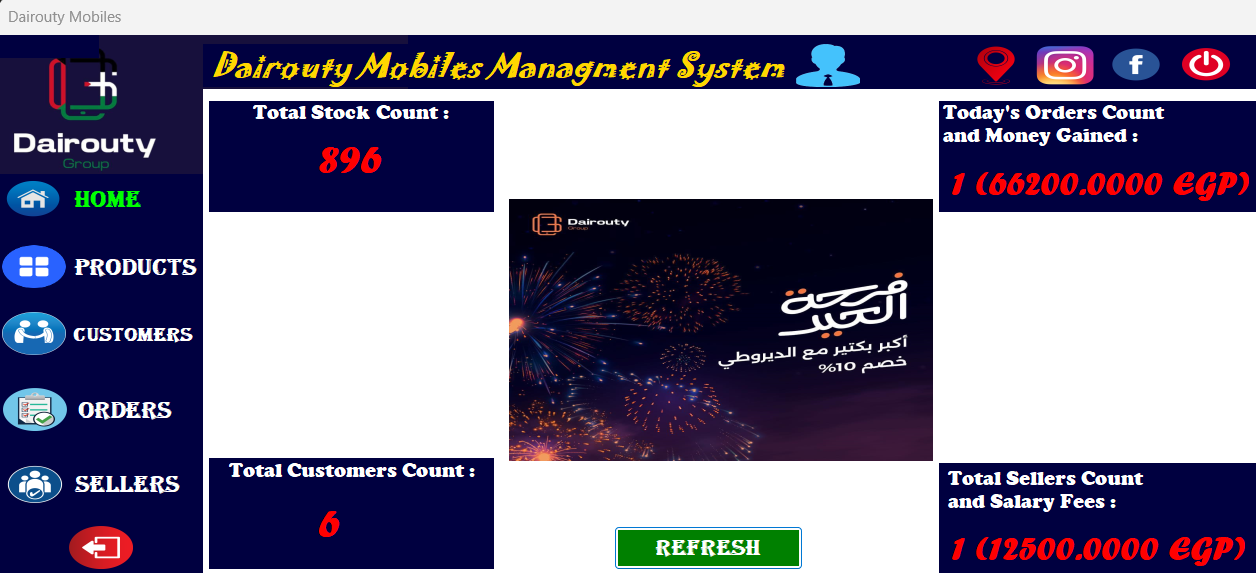 Dairouty Mobiles
Dairouty Mobiles Managment System
Dairouty
Group
HOME
PRODUCTS
CUSTOMERS
ORDERS
SELLERS
Total Stock Count :
896
Today's Orders Count
and Money Gained :
1 (66200.0000 EGP)
Dairouty
Group
فرحة
العيد
أكبر بكتير مع الديروطي
خصم 10%
Total Customers Count :
6
REFRESH
Total Sellers Count
and Salary Fees :
1 (12500.0000 EGP)